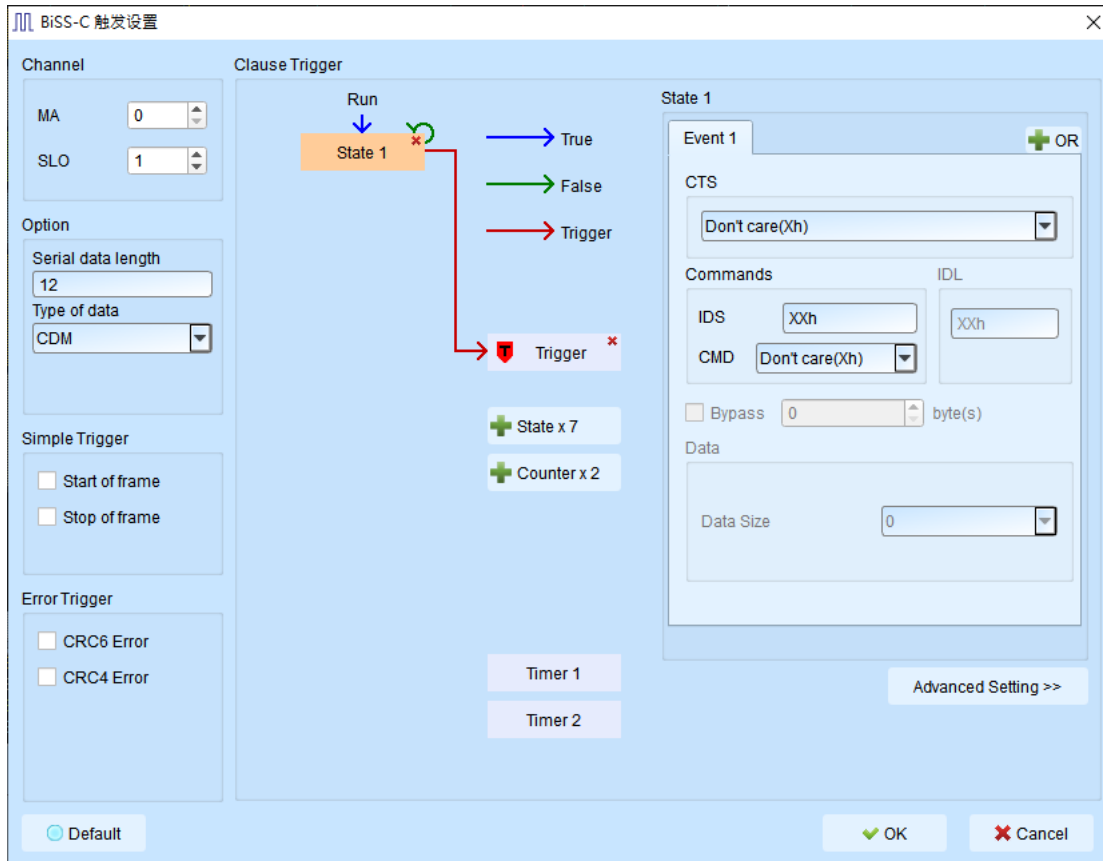 BiSS-C 触发设置
Channel
MA 0
SLO 1
Option
Serial data length
12
Type of data
CDM
Simple Trigger
Start of frame
Stop of frame
Error Trigger
CRC6 Error
CRC4 Error
Clause Trigger
Run
State 1
True
False
Trigger
T Trigger
State x 7
Counter x 2
Timer 1
Timer 2
State 1
Event 1
OR
CTS
Don't care(Xh)
Commands IDL
IDS XXh XXh
CMD Don't care(Xh)
Bypass 0 byte(s)
Data
Data Size 0
Advanced Setting >>
Default OK Cancel